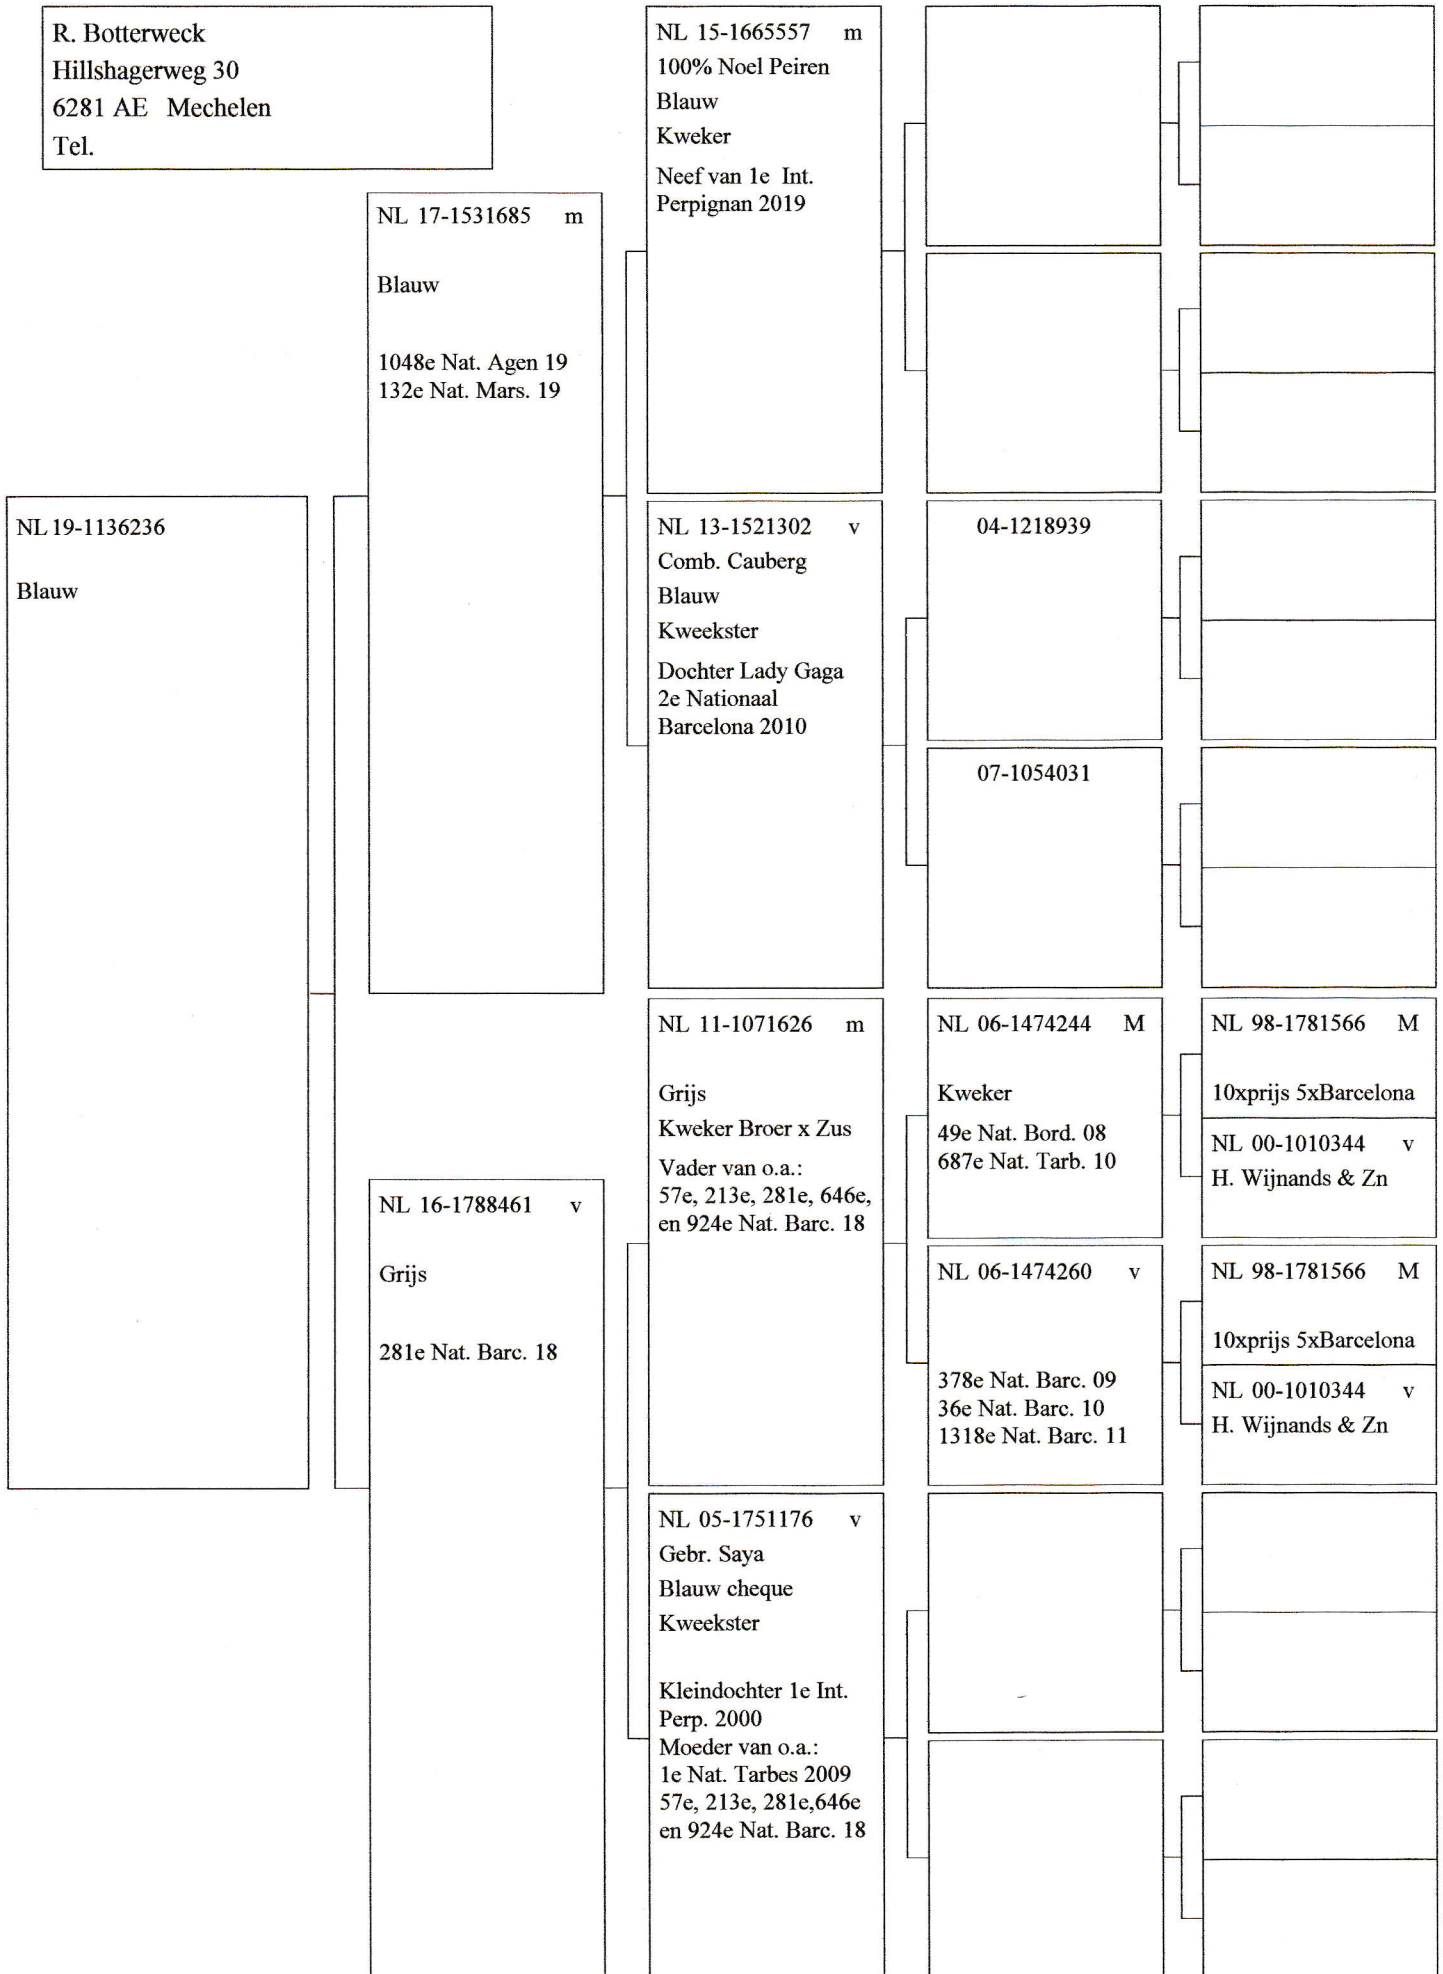 R. Botterweck
Hillshagerweg 30
6281 AE Mechelen
Tel.
NL 19-1136236
Blauw
NL 17-1531685 m
Blauw
1048e Nat. Agen 19
132e Nat. Mars. 19
NL 16-1788461 v
Grijs
281e Nat. Barc. 18
NL 15-1665557 m
100% Noel Peiren
Blauw
Kweker
Neef van 1e Int.
Perpignan 2019
NL 13-1521302 v
Comb. Cauberg
Blauw
Kweekster
Dochter Lady Gaga
2e Nationaal
Barcelona 2010
NL 11-1071626 m
Grijs
Kweker Broer x Zus
Vader van o.a.:
57e, 213e, 281e, 646e,
en 924e Nat. Barc. 18
NL 05-1751176 v
Gebr. Saya
Blauw cheque
Kweekster
Kleindochter 1e Int.
Perp. 2000
Moeder van o.a.:
1e Nat. Tarbes 2009
57e, 213e, 281e,646e
en 924e Nat. Barc. 18
04-1218939
07-1054031
NL 06-1474244 M
Kweker
49e Nat. Bord. 08
687e Nat. Tarb. 10
NL 06-1474260 v
378e Nat. Barc. 09
36e Nat. Barc. 10
1318e Nat. Barc. 11
NL 98-1781566 M
10xprijs 5xBarcelona
NL 00-1010344 v
H. Wijnands & Zn
NL 98-1781566 M
10xprijs 5xBarcelona
NL 00-1010344 v
H. Wijnands & Zn